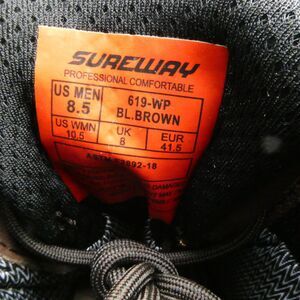 SUREWAY
PROFESSIONAL COMFORTABLE
US MEN
8.5
619-WP
BL.BROWN
US WMN
10.5
UK
8
EUR
41.5